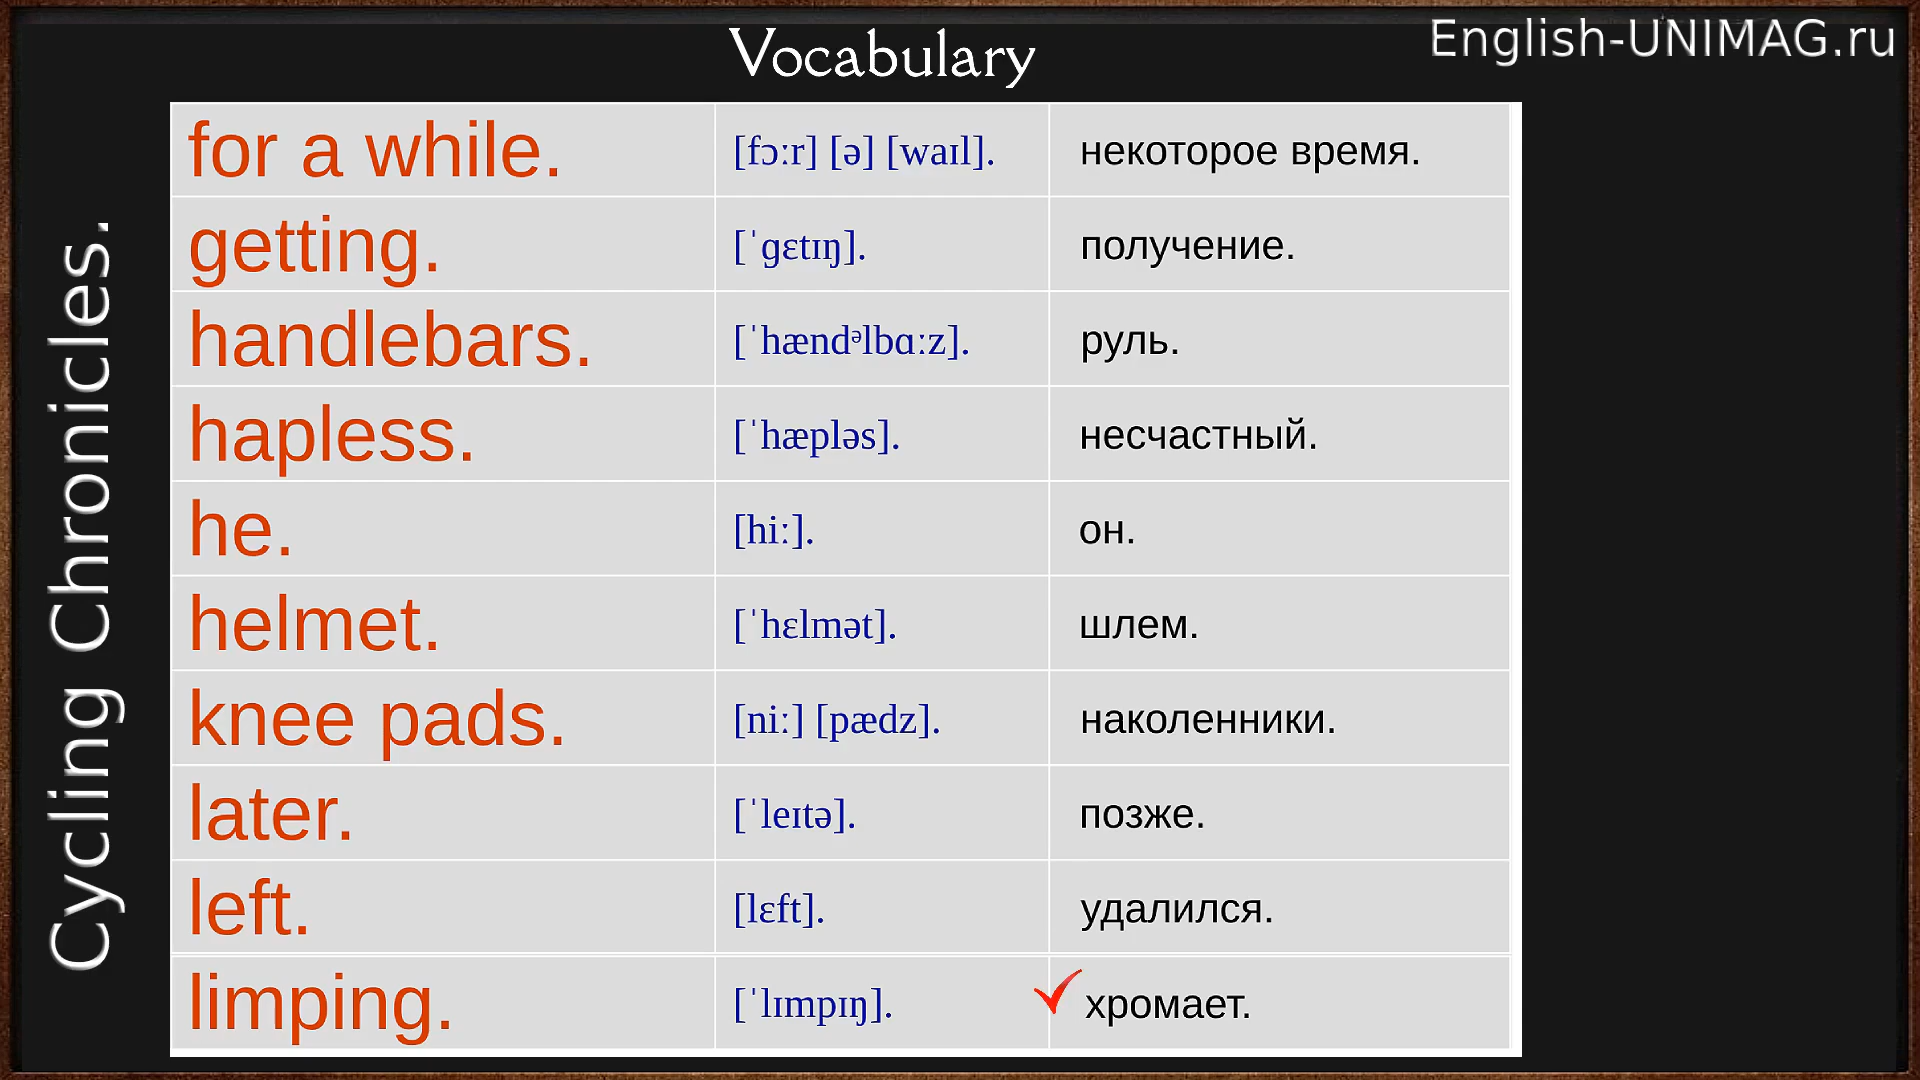 Vocabulary
English-UNIMAG.ru
Cycling Chronicles.
for a while. [fɔːr] [ə] [waɪl]. некоторое время.
getting. [ˈɡɛtɪŋ]. получение.
handlebars. [ˈhændᵊlbɑːz]. руль.
hapless. [ˈhæpləs]. несчастный.
he. [hiː]. он.
helmet. [ˈhɛlmət]. шлем.
knee pads. [niː] [pædz]. наколенники.
later. [ˈleɪtə]. позже.
left. [lɛft]. удалился.
limping. [ˈlɪmpɪŋ]. хромает.